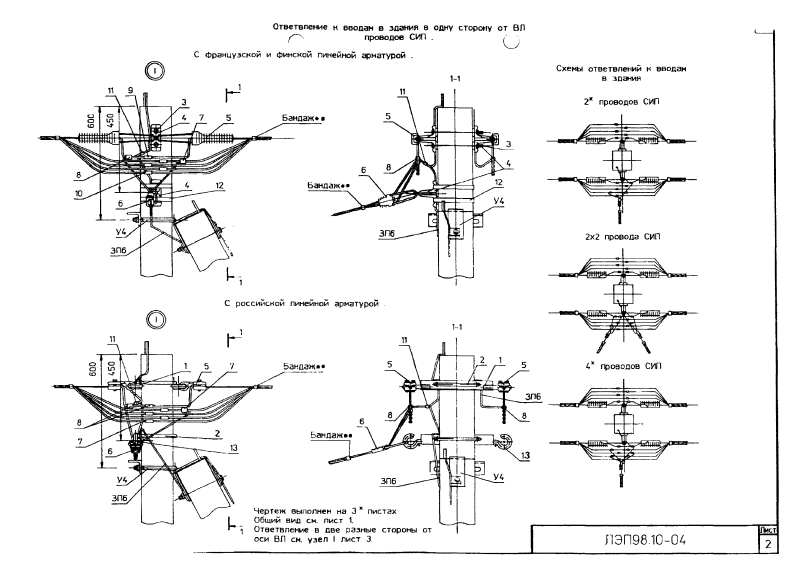 Ответвление к вводам в здания в одну сторону от ВЛ
проводов СИП .
С французской и финской линейной арматурой .
I
1
11
9
3
4
7
5
Бандаж**
600
450
8
10
6
4
12
У4
ЗП6
1
1-1
11
5
8
6
Бандаж**
3
4
12
У4
ЗП6
Схемы ответвлений к вводам
в здания
2* проводов СИП
2х2 провода СИП
4* проводов СИП
С российской линейной арматурой .
I
1
11
1
5
7
Бандаж**
600
450
8
7
6
2
13
У4
ЗП6
1
1-1
11
2
1
5
5
ЗП6
8
8
6
Бандаж**
13
У4
ЗП6
Чертеж выполнен на 3* листах
Общий вид см. лист 1.
Ответвление в две разные стороны от
оси ВЛ см. узел I лист 3.
ЛЭП98.10-04
Лист
2